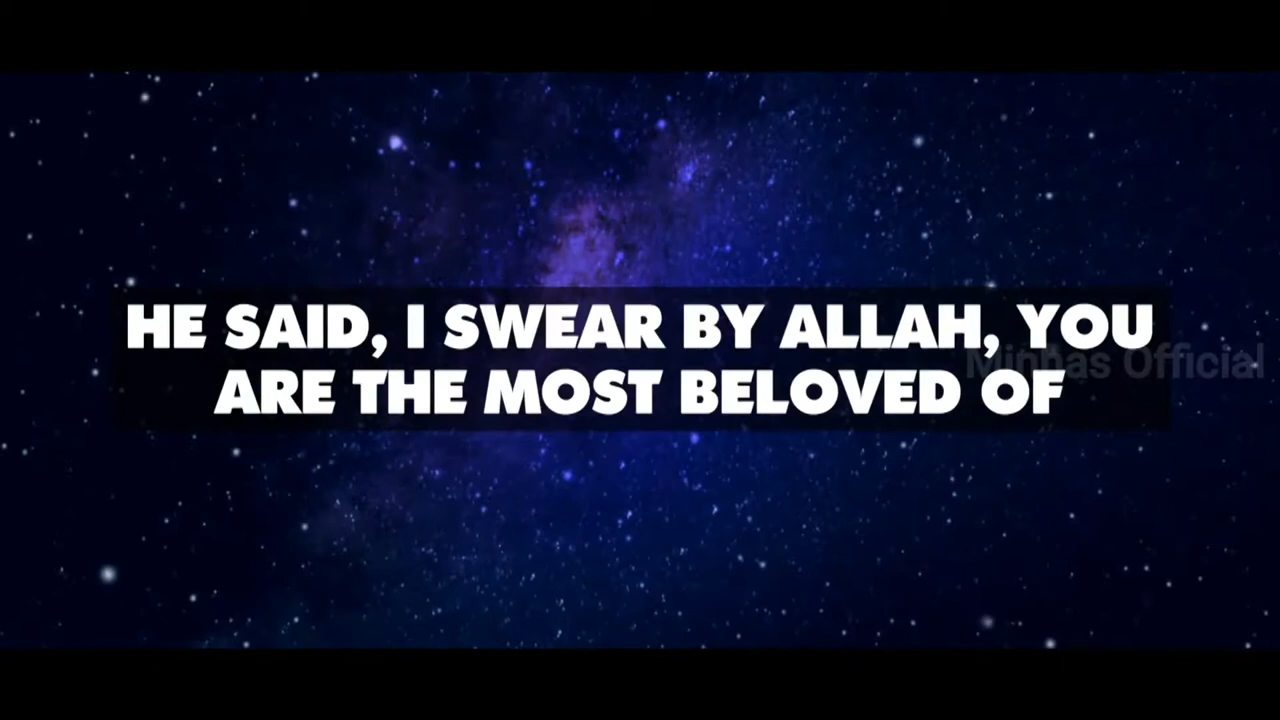 HE SAID, I SWEAR BY ALLAH, YOU
ARE THE MOST BELOVED OF
Minhas Official